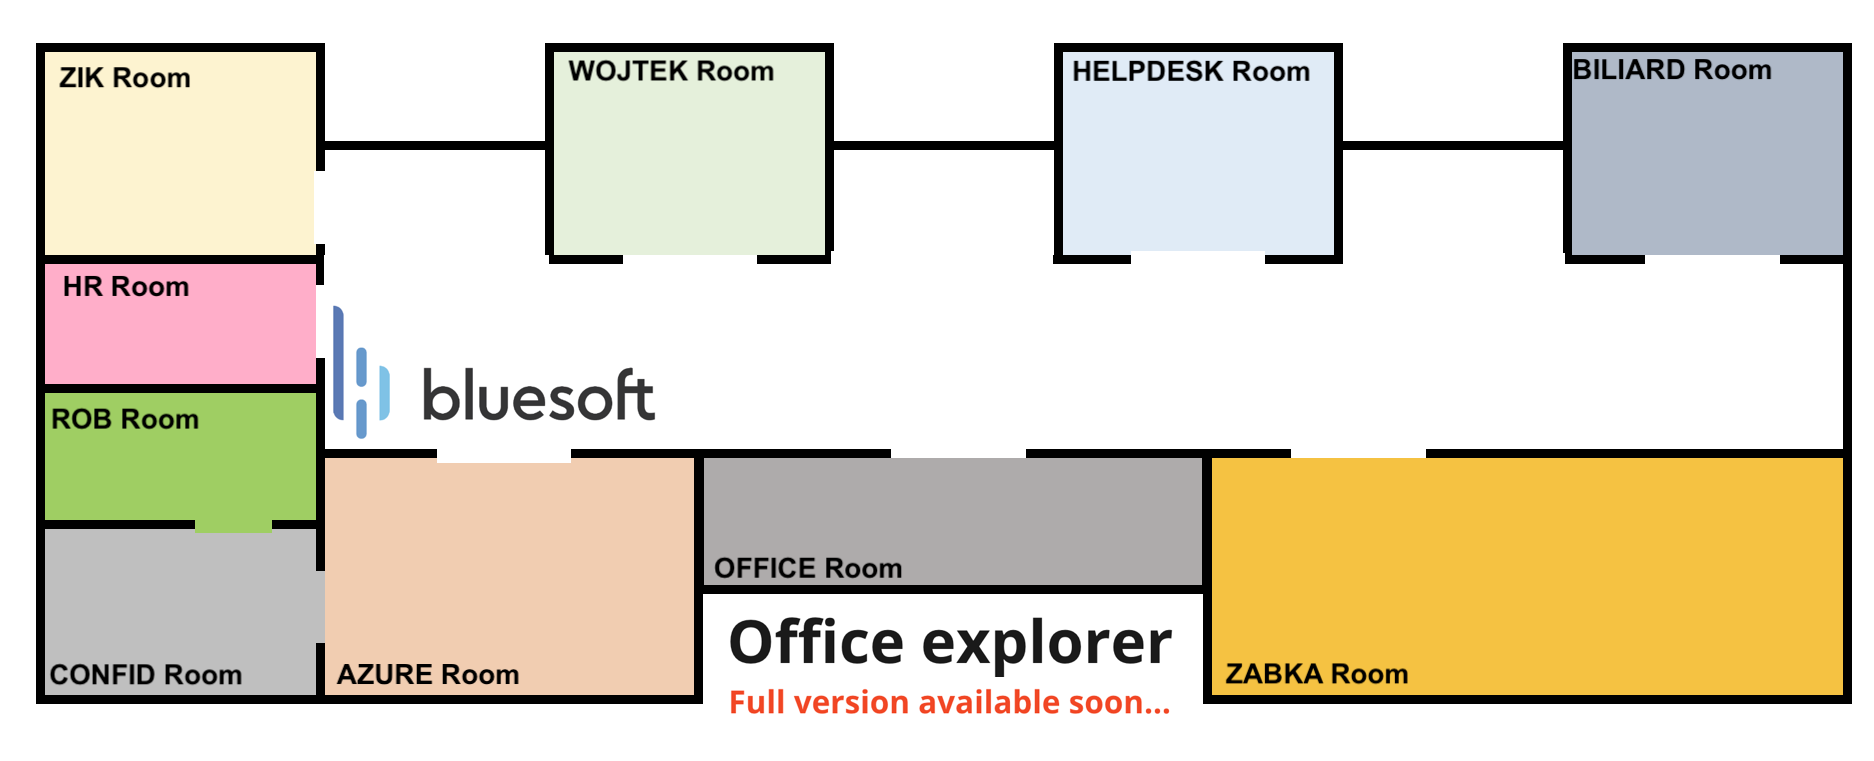 ZIK Room
WOJTEK Room
HELPDESK Room
BILIARD Room
HR Room
bluesoft
ROB Room
OFFICE Room
Office explorer
CONFID Room
AZURE Room
ZABKA Room
Full version available soon...